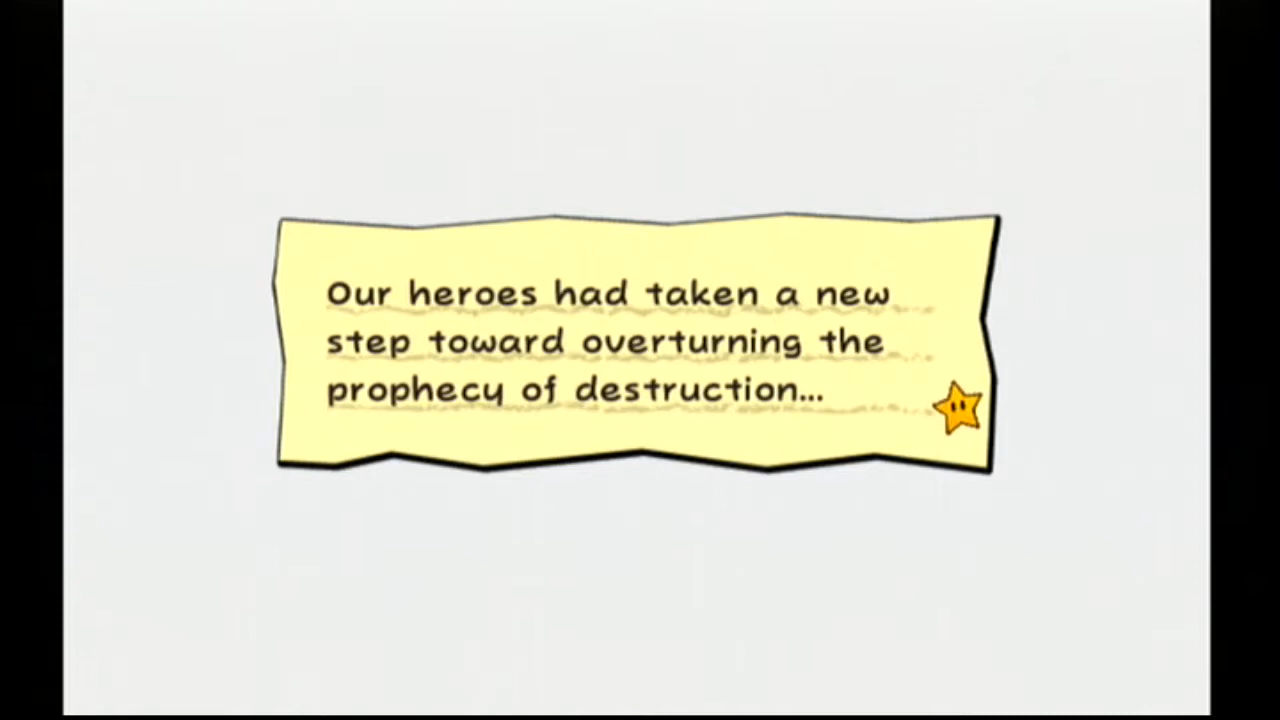 Our heroes had taken a new
step toward overturning the
prophecy of destruction...